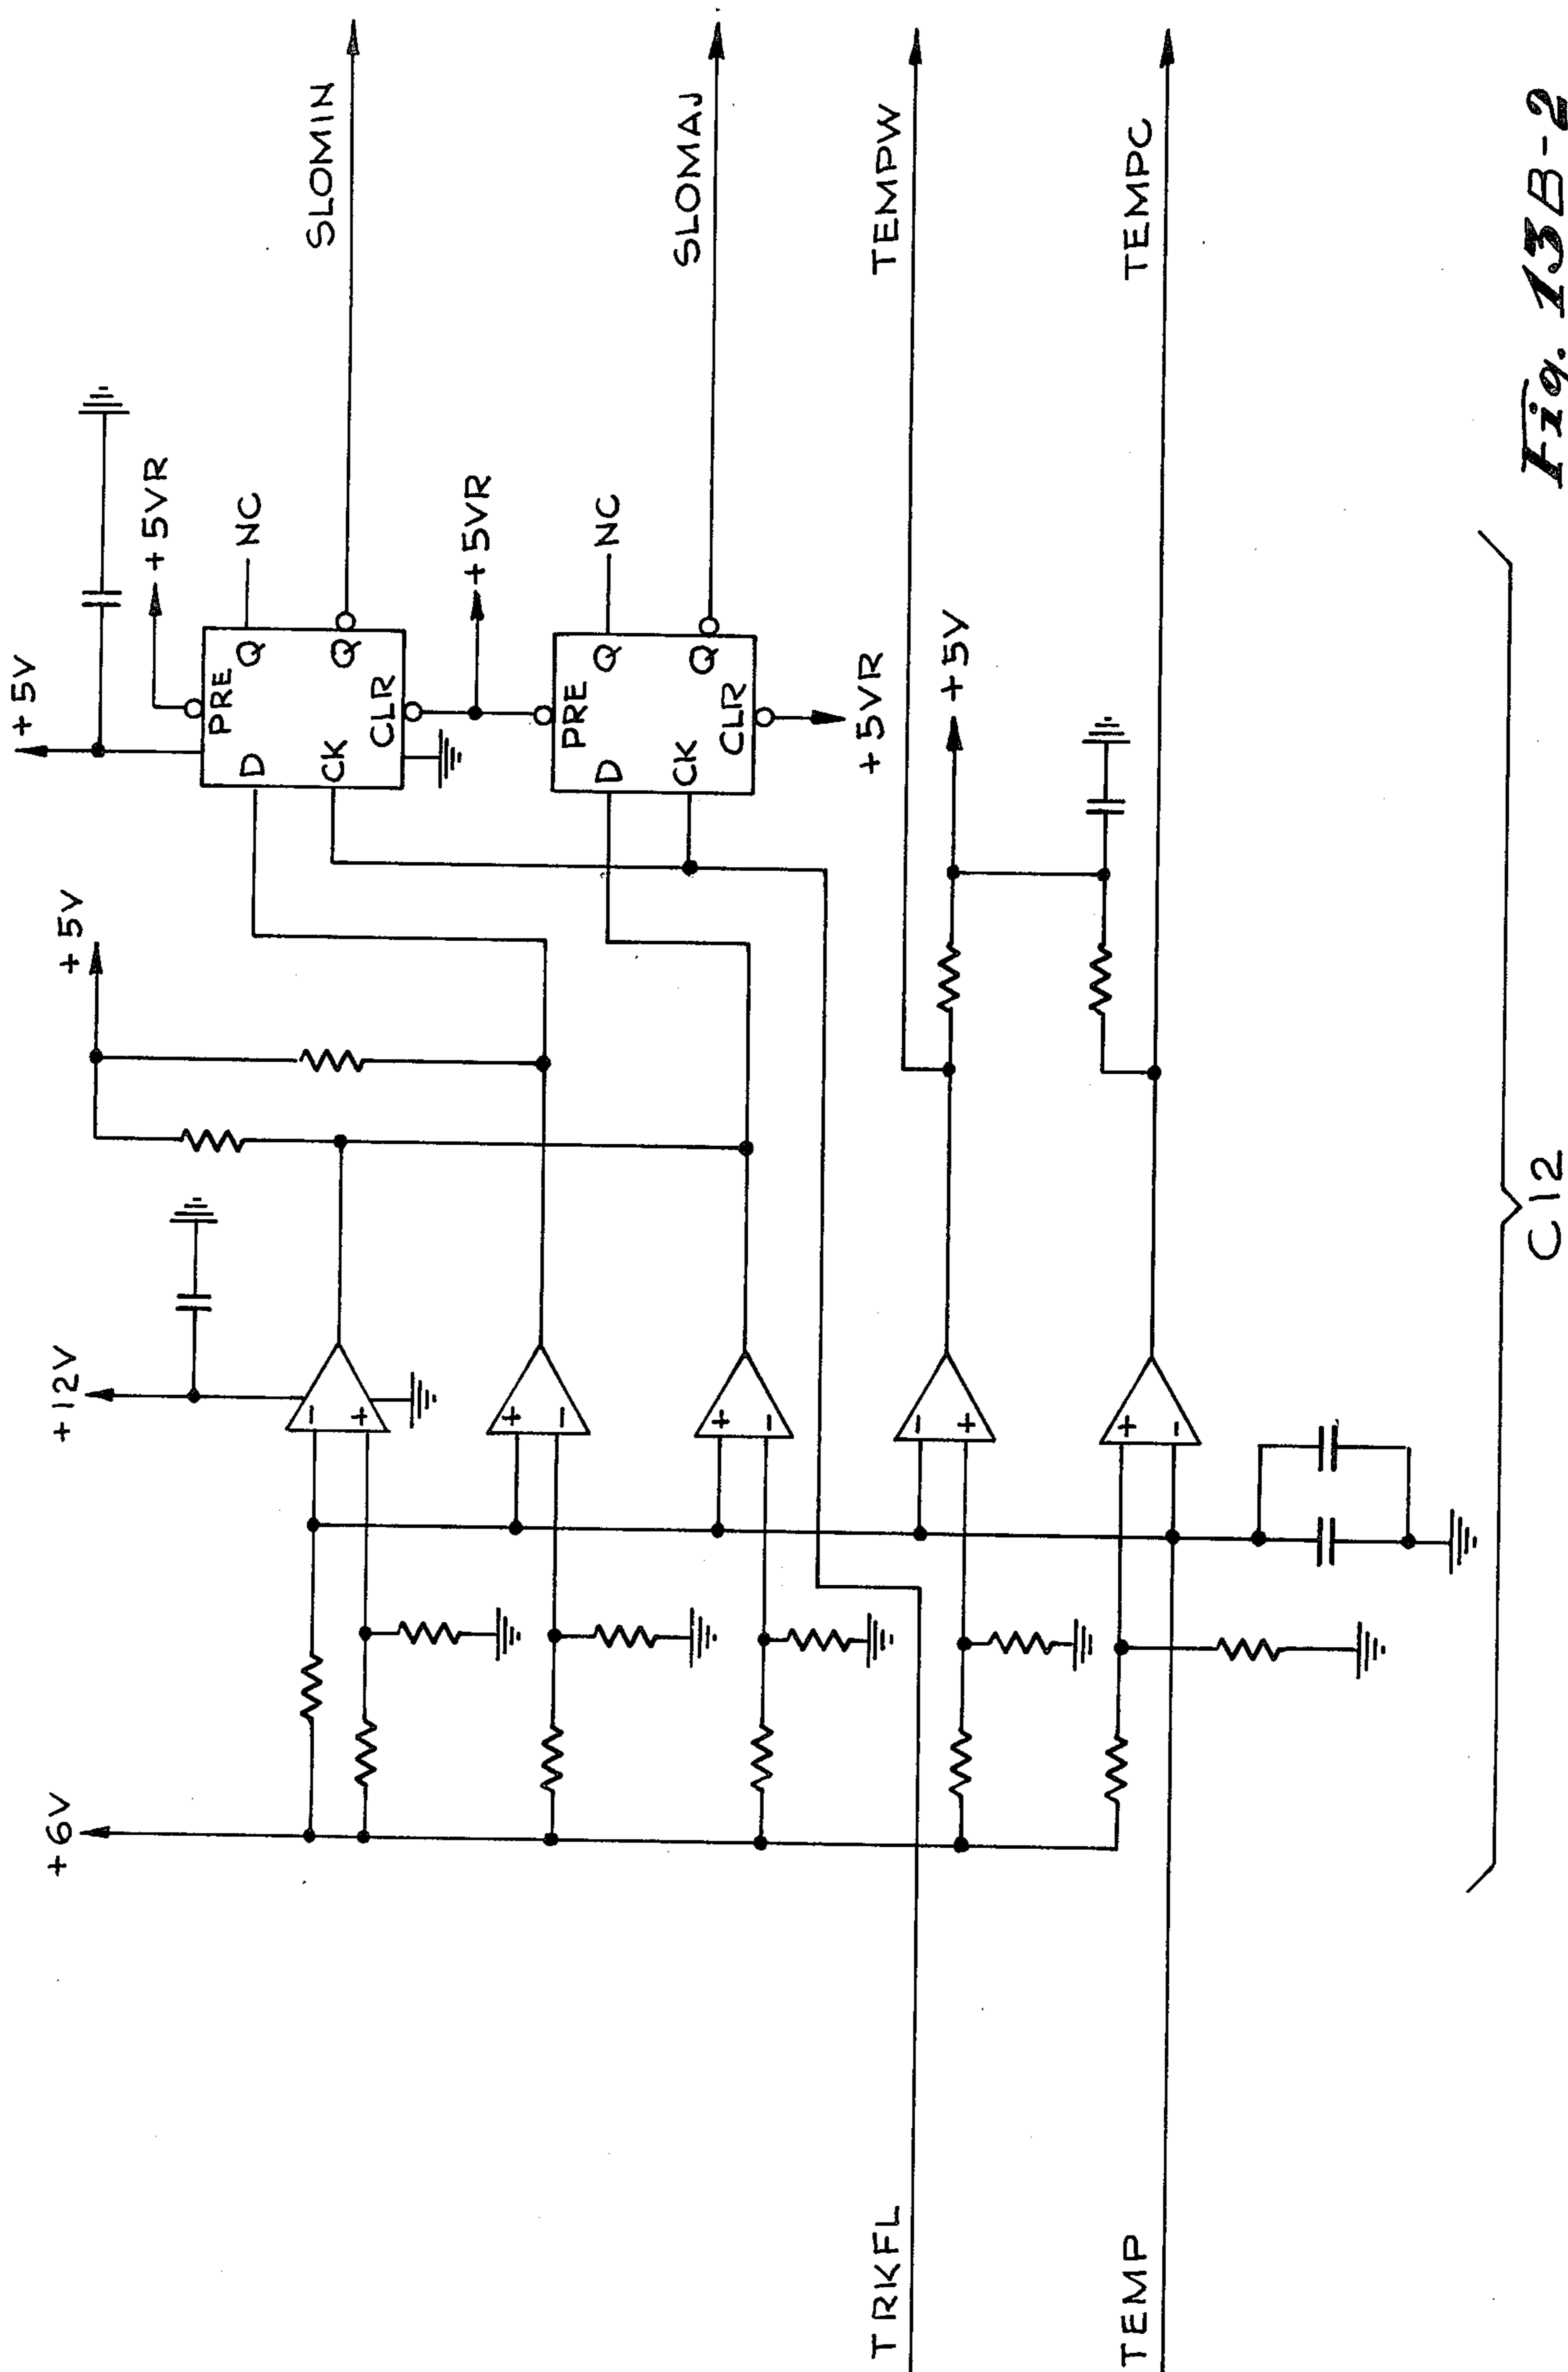 +5V
+5VR
NC
SLOMIN
PRE
D
Q
CK
Q
CLR
+5VR
NC
SLOMAJ
PRE
D
Q
CK
Q
CLR
+5VR
+5V
+12V
+6V
-
+
+
-
+
-
-
+
+
-
TEMPW
+5V
TEMPC
TRKFL
TEMP
C12
Fig. 13B-2